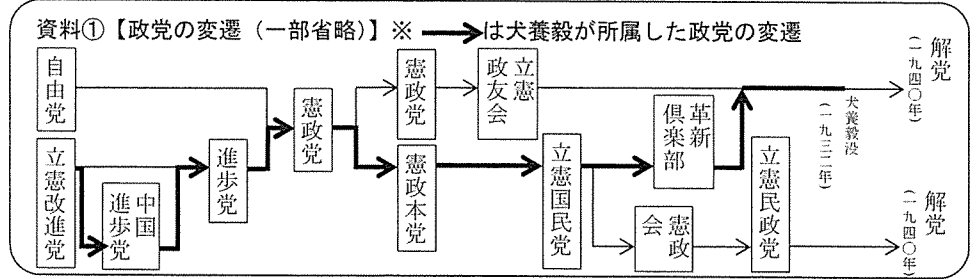 資料①【政党の変遷（一部省略）】※ ➡は犬養毅が所属した政党の変遷
自由党
立憲改進党
中国
進歩党
進歩党
憲政党
憲政党
憲政本党
立憲
政友会
立憲国民党
革新
倶楽部
憲政
会
立憲民政党
犬養毅没
（一九三二年）
解党
（一九四〇年）
解党
（一九四〇年）